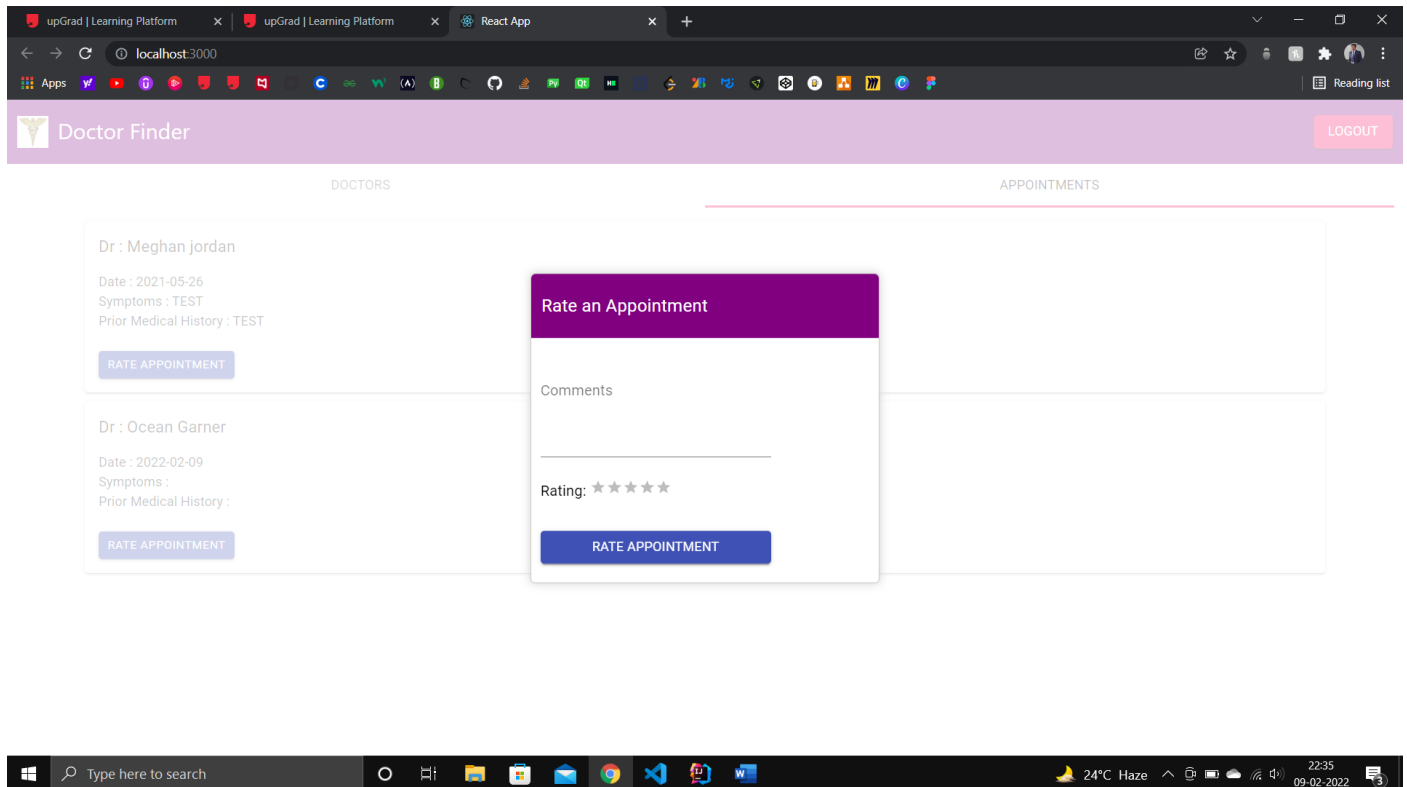 upGrad | Learning Platform
upGrad | Learning Platform
React App
localhost:3000
Apps
Reading list
Doctor Finder
LOGOUT
DOCTORS
APPOINTMENTS
Dr : Meghan jordan
Date : 2021-05-26
Symptoms : TEST
Prior Medical History : TEST
RATE APPOINTMENT
Dr : Ocean Garner
Date : 2022-02-09
Symptoms :
Prior Medical History :
RATE APPOINTMENT
Rate an Appointment
Comments
Rating:
RATE APPOINTMENT
Type here to search
24°C Haze
22:35
09-02-2022
3